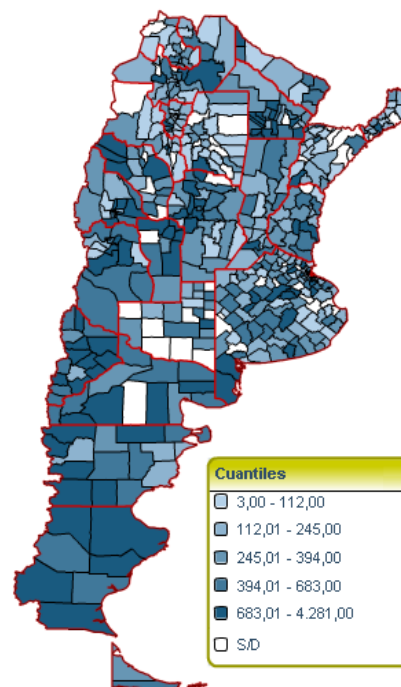 Cuantiles
3,00 - 112,00
112,01 - 245,00
245,01 - 394,00
394,01 - 683,00
683,01 - 4.281,00
S/D